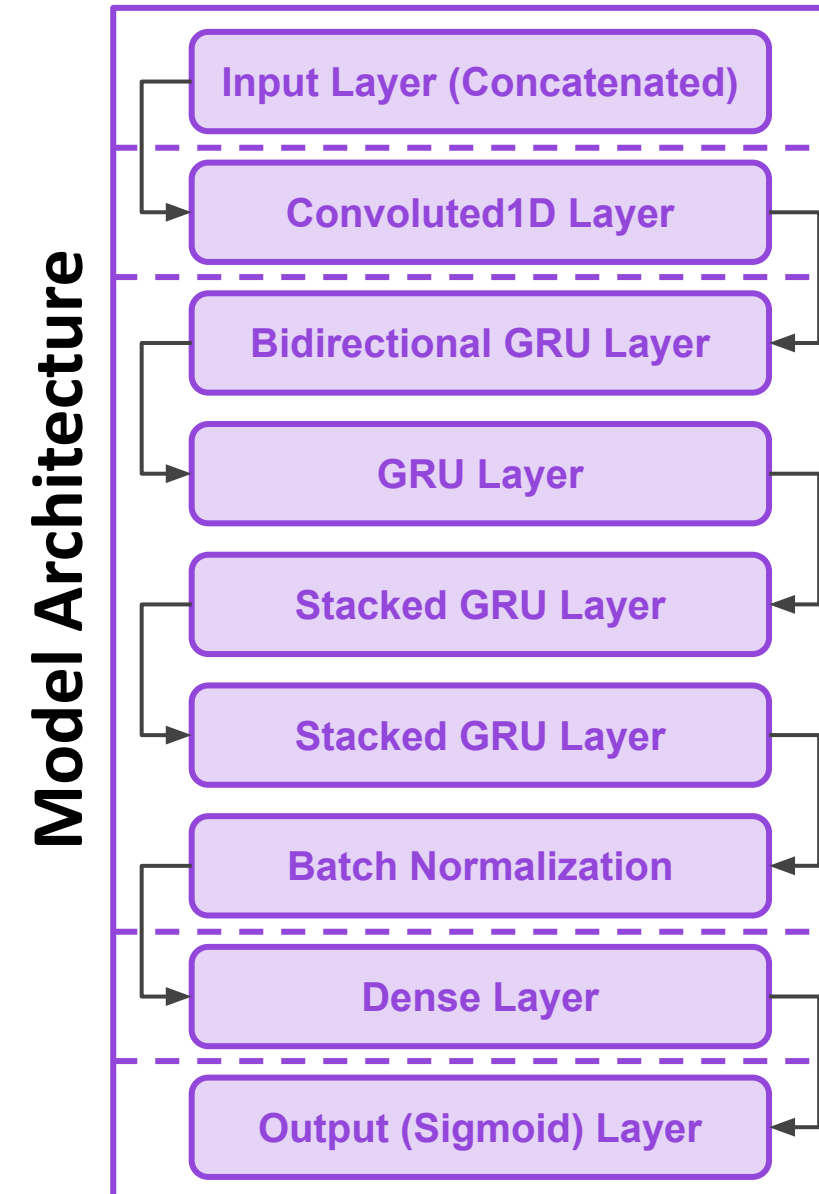 Model Architecture
Input Layer (Concatenated)
Convoluted1D Layer
Bidirectional GRU Layer
GRU Layer
Stacked GRU Layer
Stacked GRU Layer
Batch Normalization
Dense Layer
Output (Sigmoid) Layer